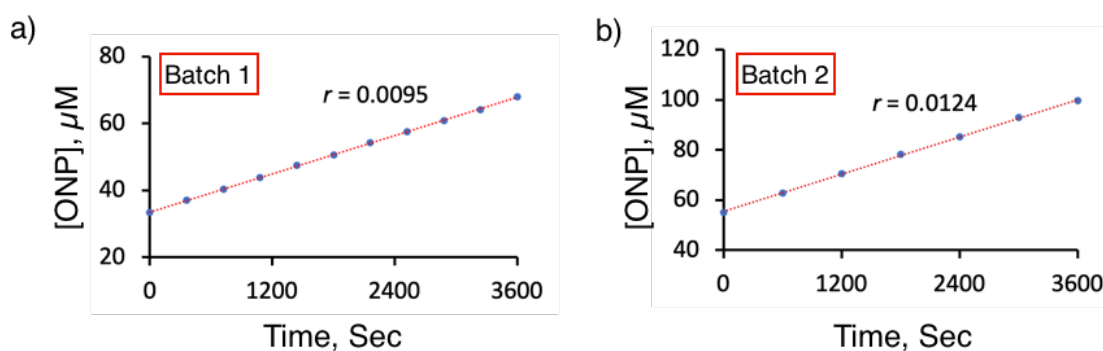 a)
Batch 1
r = 0.0095
[ONP], µM
80
60
40
20
0
1200
2400
3600
Time, Sec
b)
Batch 2
r = 0.0124
[ONP], µM
120
100
80
60
40
0
1200
2400
3600
Time, Sec